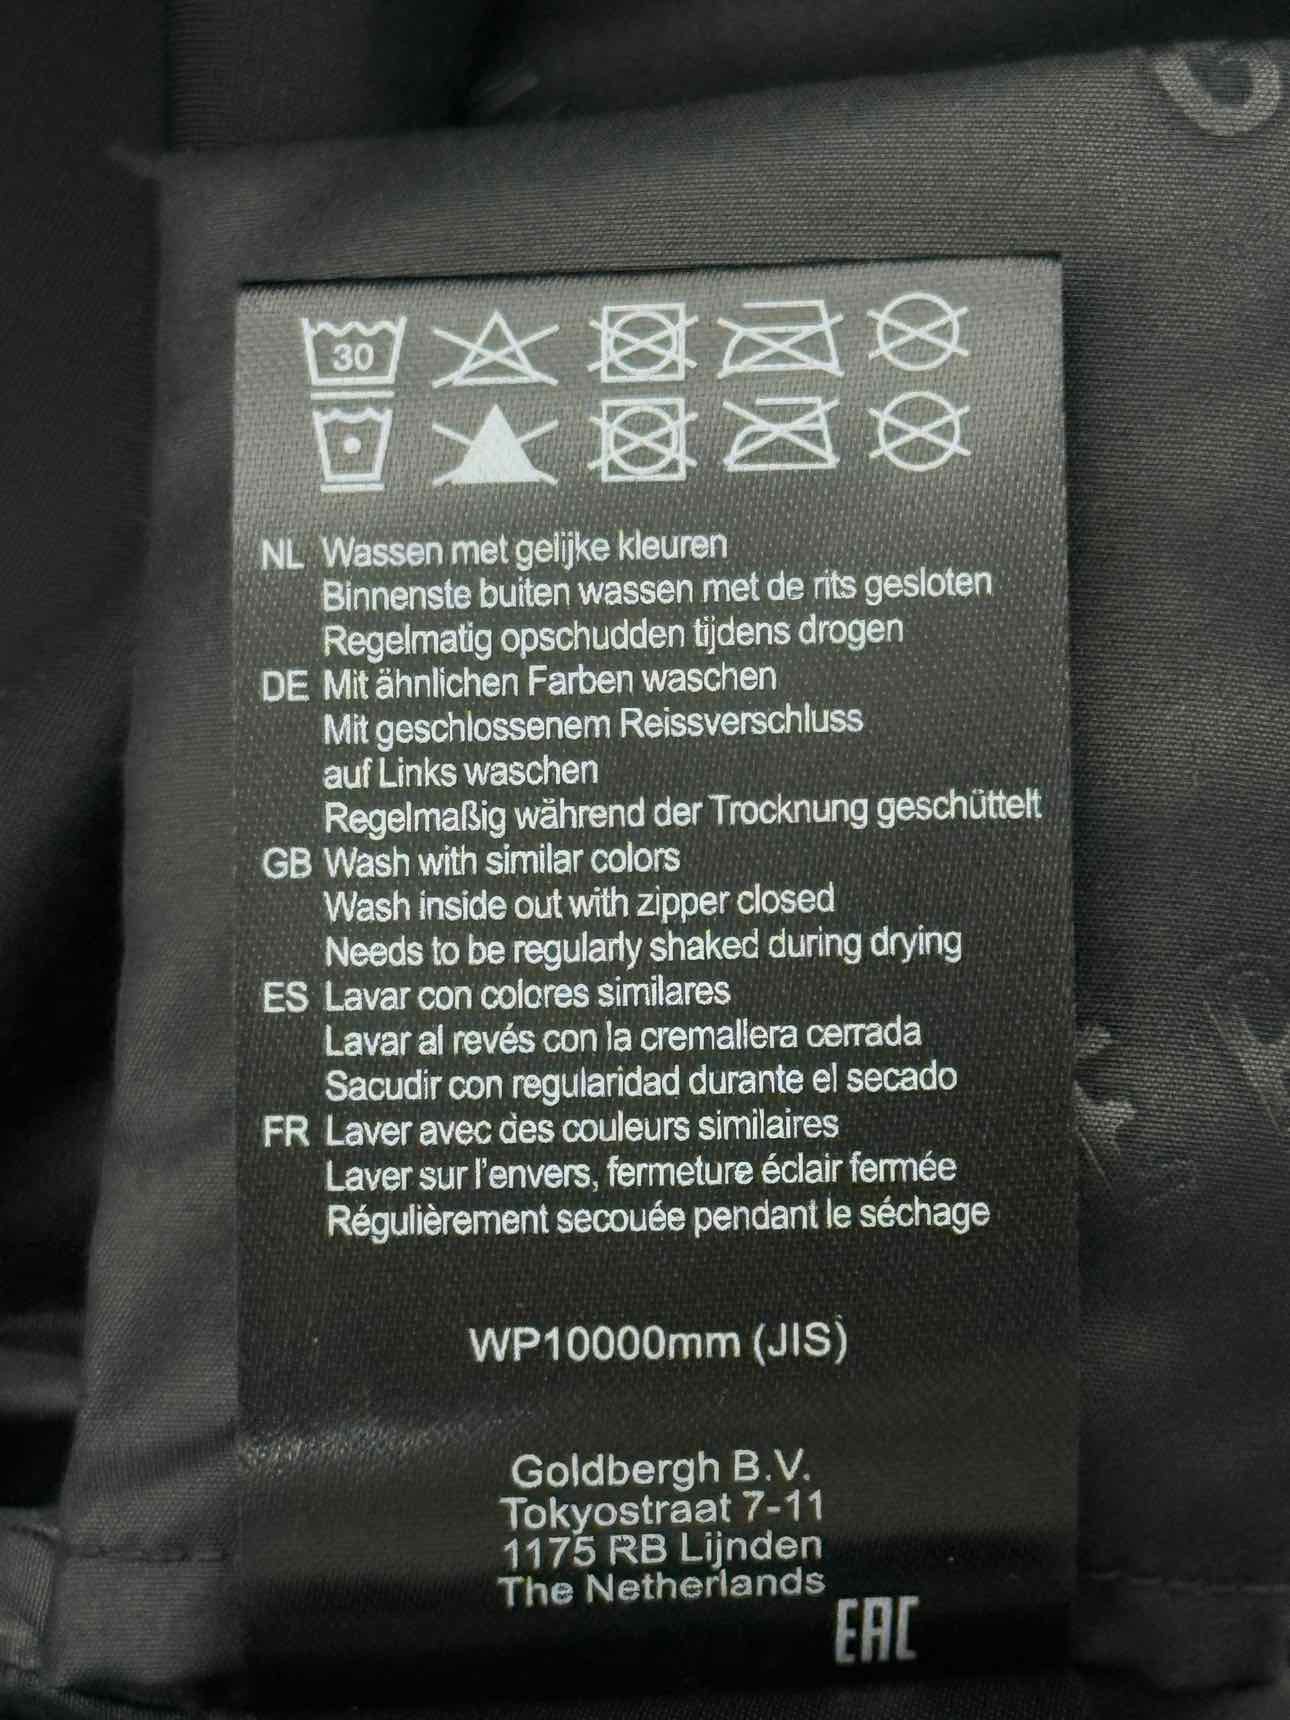 30
NL Wassen met gelijke kleuren
Binnenste buiten wassen met de rits gesloten
Regelmatig opschudden tijdens drogen
DE Mit ähnlichen Farben waschen
Mit geschlossenem Reissverschluss
auf Links waschen
Regelmaßig während der Trocknung geschüttelt
GB Wash with similar colors
Wash inside out with zipper closed
Needs to be regularly shaked during drying
ES Lavar con colores similares
Lavar al revés con la cremallera cerrada
Sacudir con regularidad durante el secado
FR Laver avec des couleurs similaires
Laver sur l'envers, fermeture éclair fermée
Régulièrement secouée pendant le séchage
WP10000mm (JIS)
Goldbergh B.V.
Tokyostraat 7-11
1175 RB Lijnden
The Netherlands
EAC